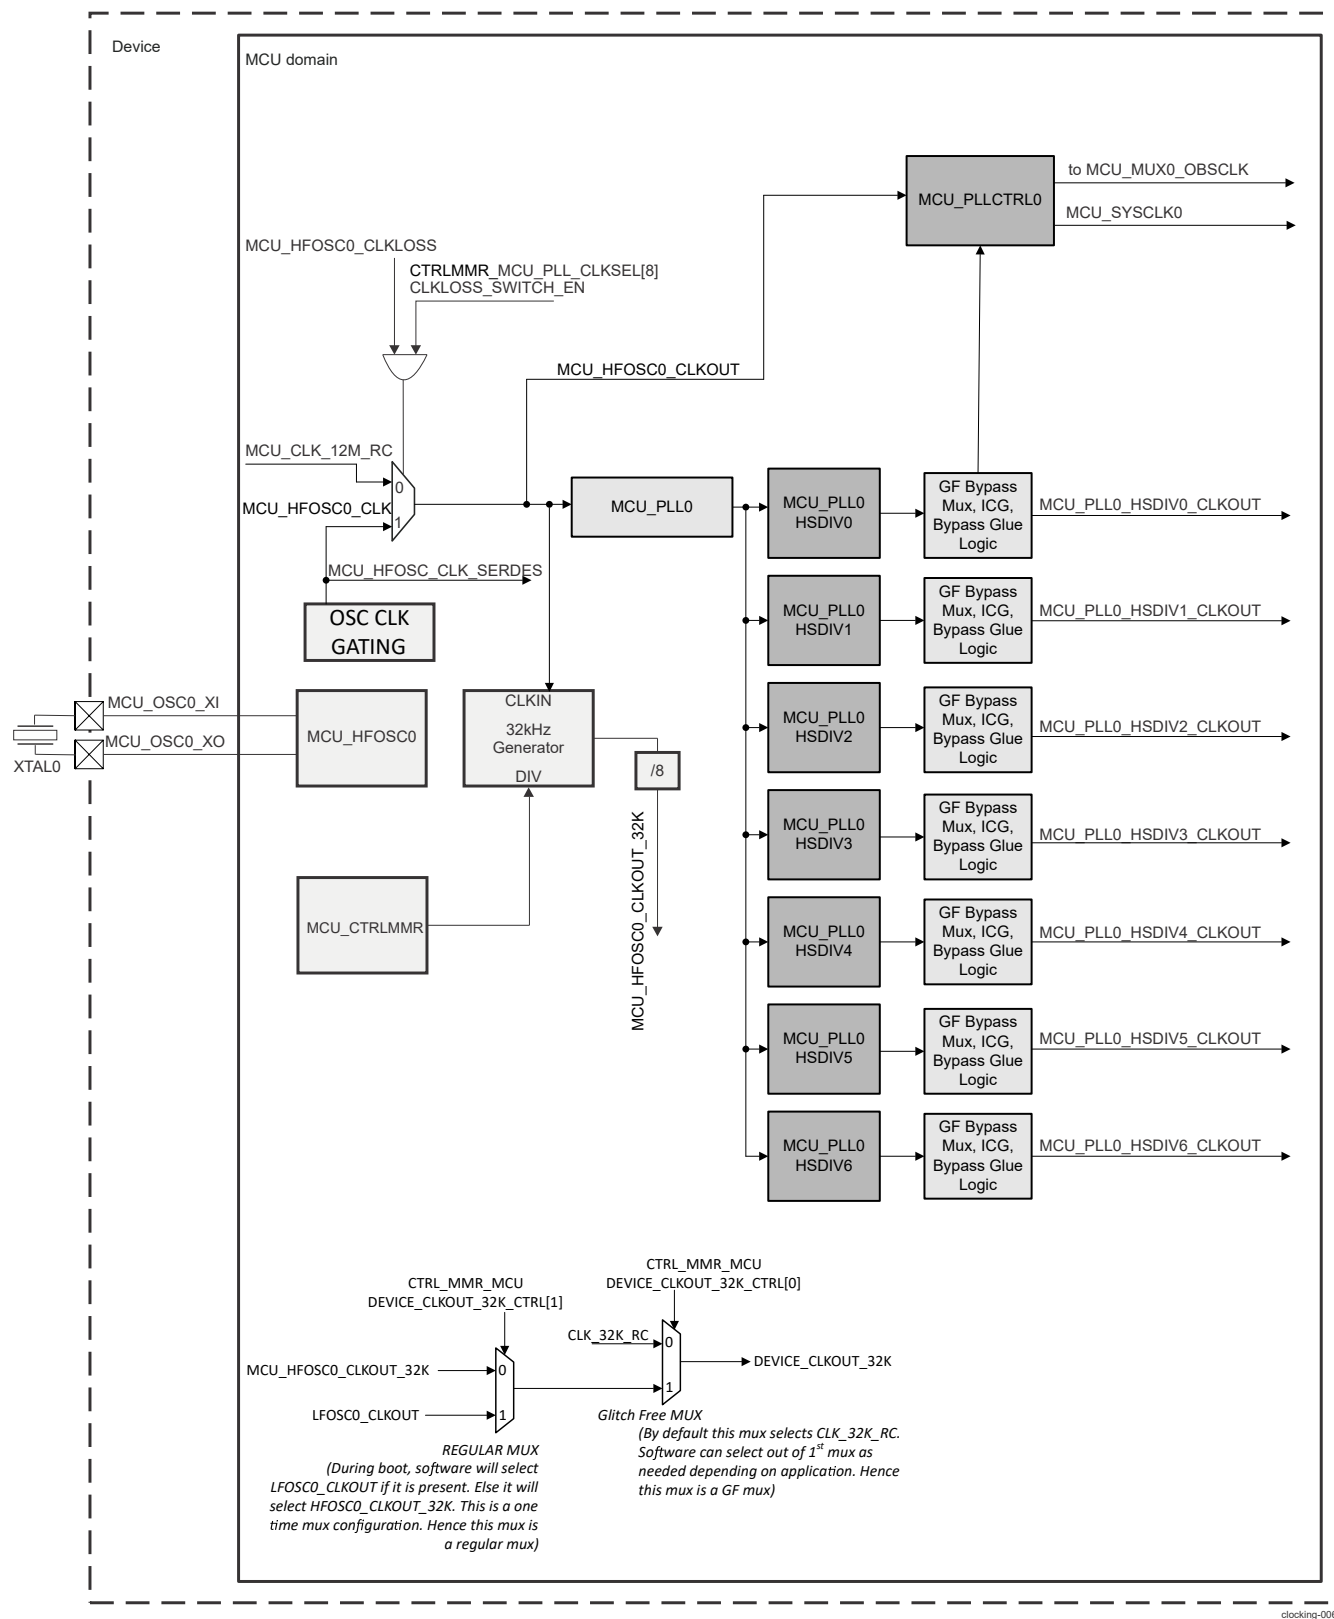 Device
MCU domain
to MCU_MUX0_OBSCLK
MCU_PLLCTRL0
MCU_SYSCLK0
MCU_HFOSC0_CLKLOSS
CTRLMMR_MCU_PLL_CLKSEL[8]
CLKLOSS_SWITCH_EN
MCU_HFOSC0_CLKOUT
MCU_CLK_12M_RC
0
MCU_HFOSC0_CLK
1
MCU_PLL0
MCU_PLL0
HSDIV0
GF Bypass
Mux, ICG,
Bypass Glue
Logic
MCU_PLL0_HSDIV0_CLKOUT
MCU_HFOSC_CLK_SERDES
OSC CLK
GATING
MCU_PLL0
HSDIV1
GF Bypass
Mux, ICG,
Bypass Glue
Logic
MCU_PLL0_HSDIV1_CLKOUT
MCU_OSC0_XI
MCU_OSC0_XO
XTAL0
MCU_HFOSC0
CLKIN
32kHz
Generator
DIV
/8
MCU_HFOSC0_CLKOUT_32K
MCU_PLL0
HSDIV2
GF Bypass
Mux, ICG,
Bypass Glue
Logic
MCU_PLL0_HSDIV2_CLKOUT
MCU_PLL0
HSDIV3
GF Bypass
Mux, ICG,
Bypass Glue
Logic
MCU_PLL0_HSDIV3_CLKOUT
MCU_CTRLMMR
MCU_PLL0
HSDIV4
GF Bypass
Mux, ICG,
Bypass Glue
Logic
MCU_PLL0_HSDIV4_CLKOUT
MCU_PLL0
HSDIV5
GF Bypass
Mux, ICG,
Bypass Glue
Logic
MCU_PLL0_HSDIV5_CLKOUT
MCU_PLL0
HSDIV6
GF Bypass
Mux, ICG,
Bypass Glue
Logic
MCU_PLL0_HSDIV6_CLKOUT
CTRL_MMR_MCU
DEVICE_CLKOUT_32K_CTRL[1]
CTRL_MMR_MCU
DEVICE_CLKOUT_32K_CTRL[0]
CLK_32K_RC
0
1
DEVICE_CLKOUT_32K
MCU_HFOSC0_CLKOUT_32K
0
LFOSC0_CLKOUT
1
REGULAR MUX
(During boot, software will select
LFOSC0_CLKOUT if it is present. Else it will
select HFOSC0_CLKOUT_32K. This is a one
time mux configuration. Hence this mux is
a regular mux)
Glitch Free MUX
(By default this mux selects CLK_32K_RC.
Software can select out of 1st mux as
needed depending on application. Hence
this mux is a GF mux)